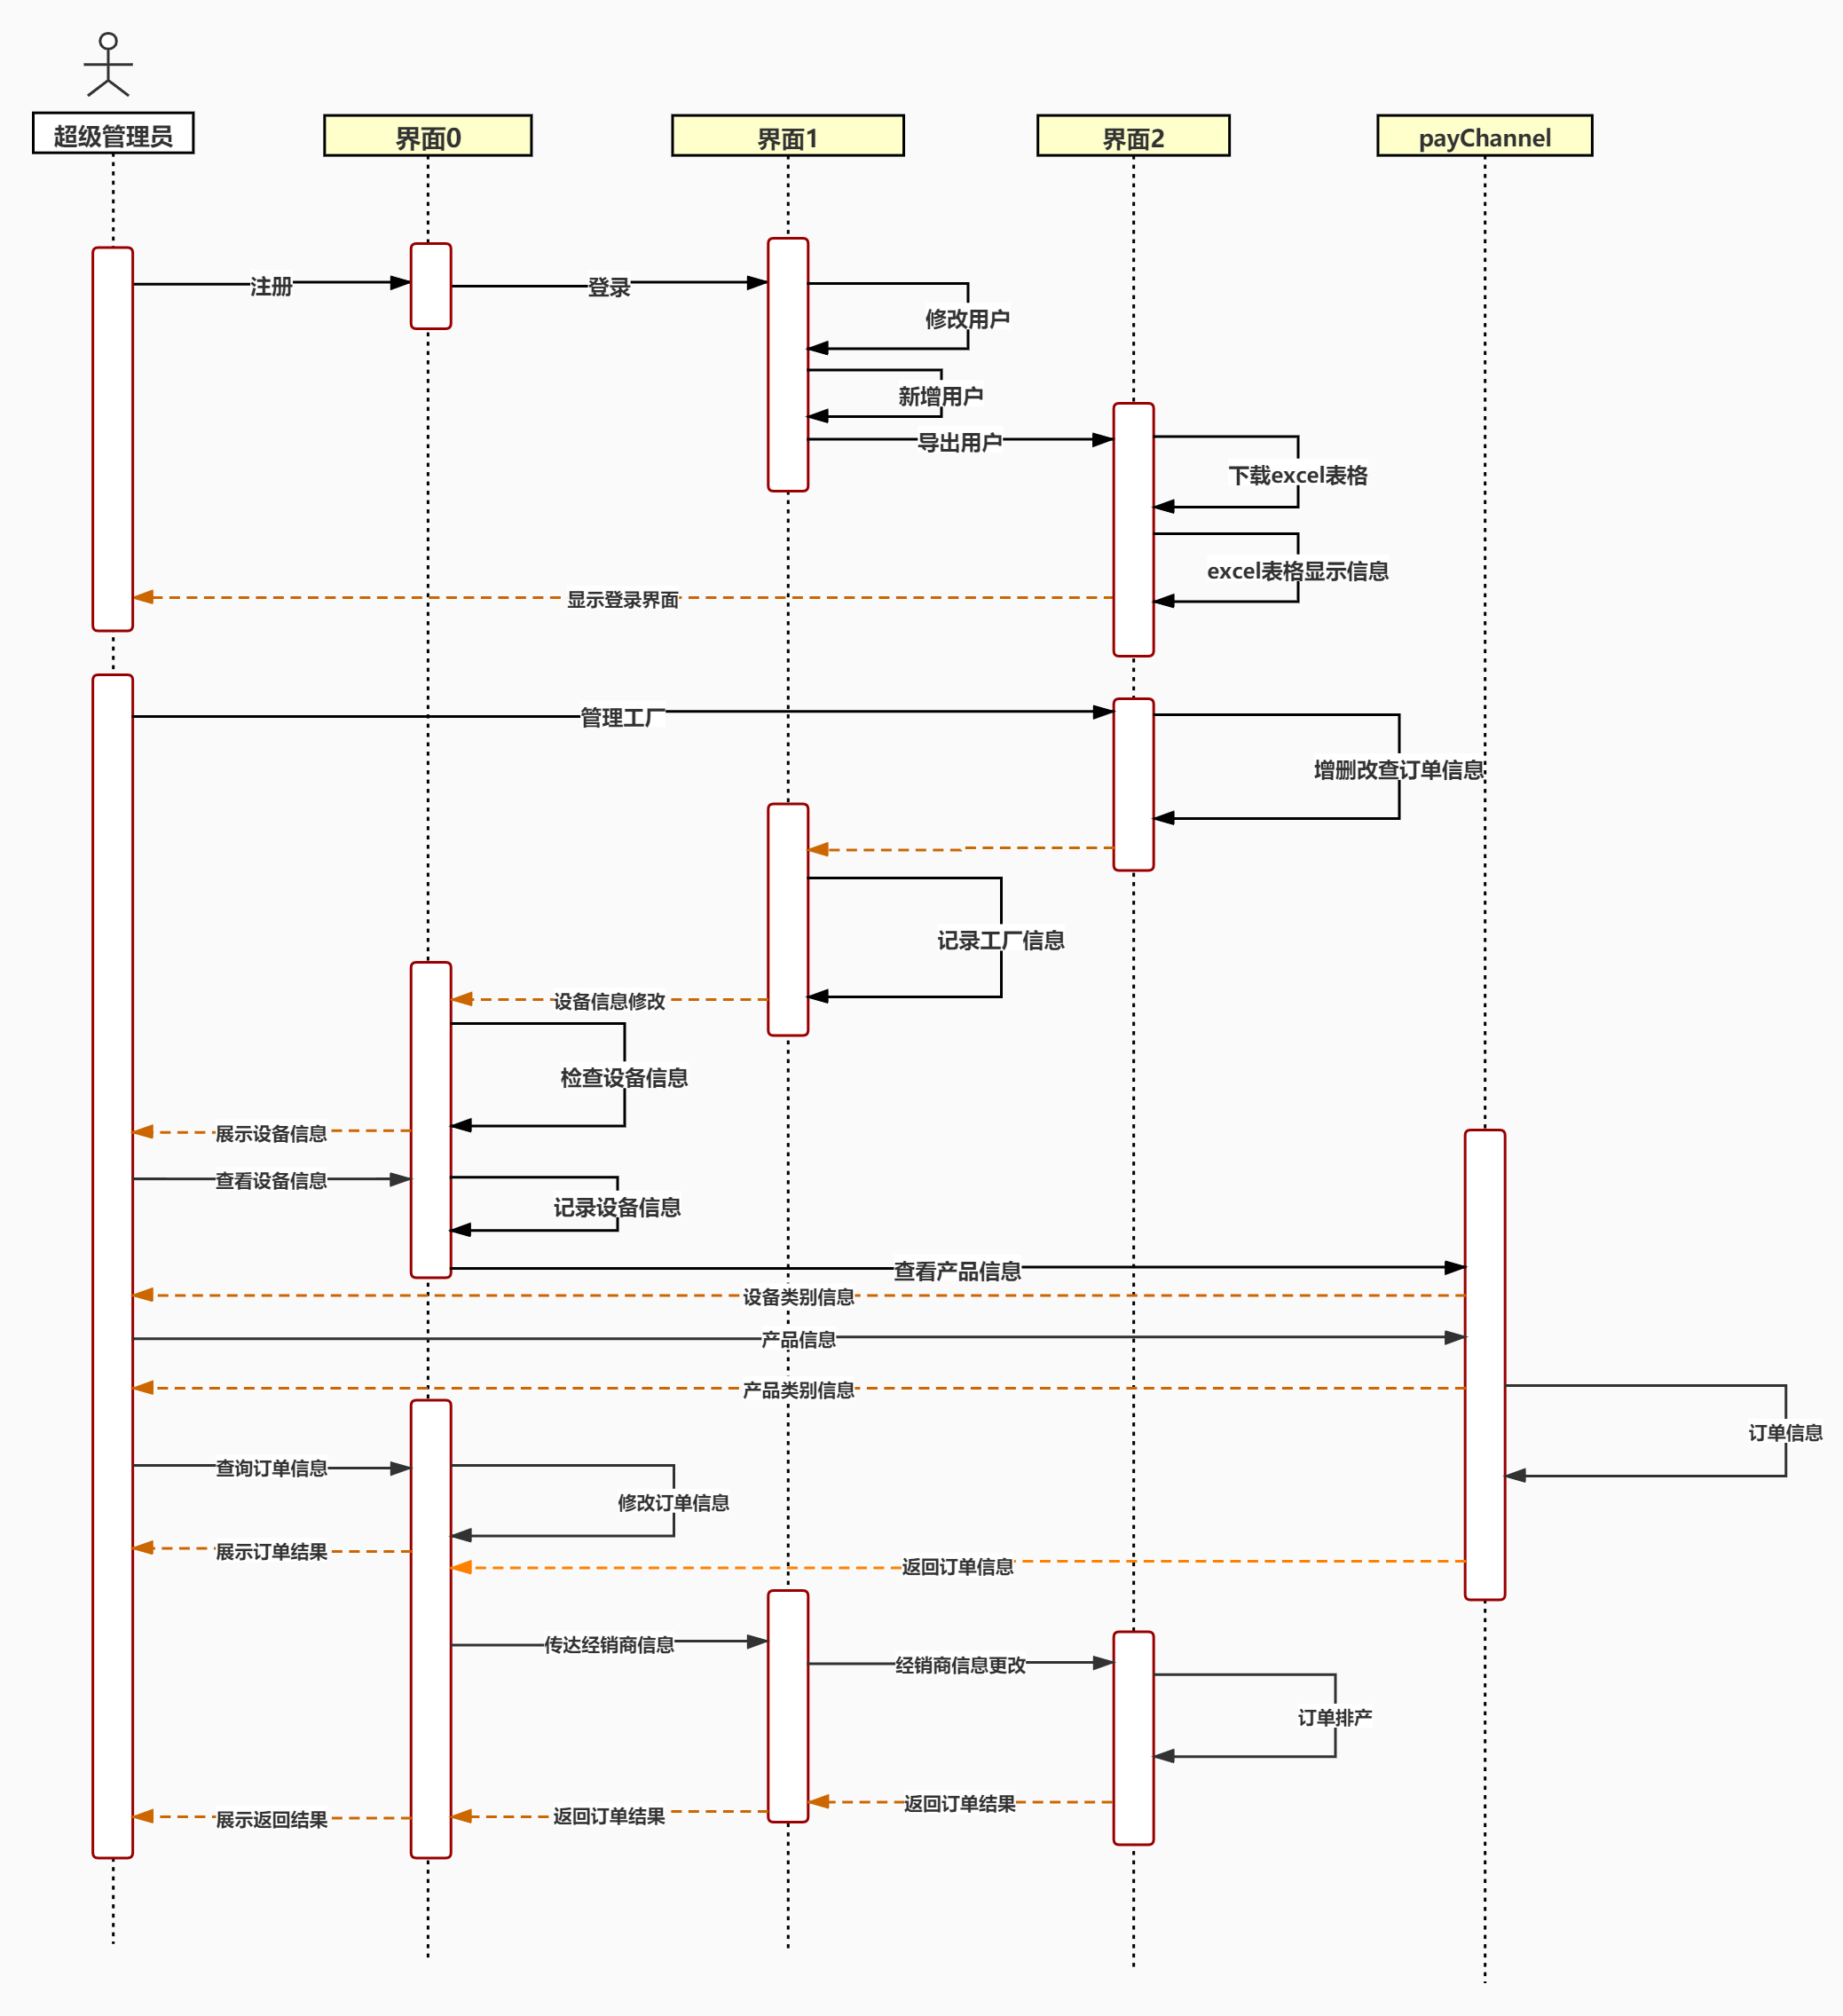 超级管理员
界面0
界面1
界面2
payChannel
注册
登录
修改用户
新增用户
导出用户
下载excel表格
excel表格显示信息
显示登录界面
管理工厂
增删改查订单信息
记录工厂信息
设备信息修改
检查设备信息
展示设备信息
查看设备信息
记录设备信息
查看产品信息
设备类别信息
产品信息
产品类别信息
订单信息
查询订单信息
修改订单信息
展示订单结果
返回订单信息
传达经销商信息
经销商信息更改
订单排产
返回订单结果
返回订单结果
展示返回结果